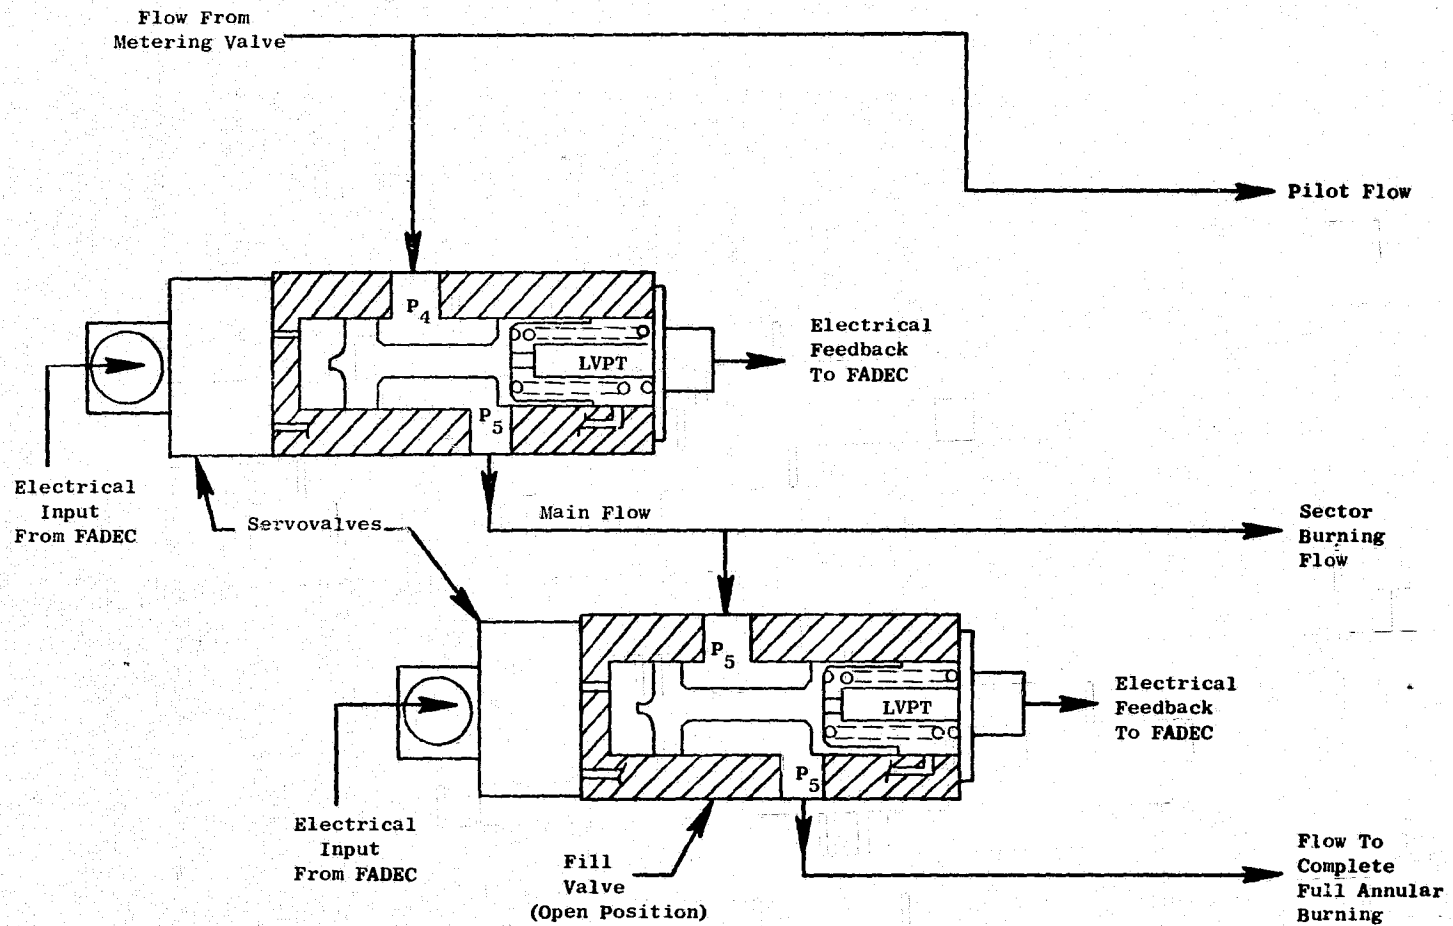 Flow From
Metering Valve
Pilot Flow
P4
LVPT
Electrical
Feedback
To FADEC
P5
Electrical
Input
From FADEC
Servovalves
Main Flow
Sector
Burning
Flow
P5
LVPT
Electrical
Feedback
To FADEC
P5
Electrical
Input
From FADEC
Fill
Valve
(Open Position)
Flow To
Complete
Full Annular
Burning